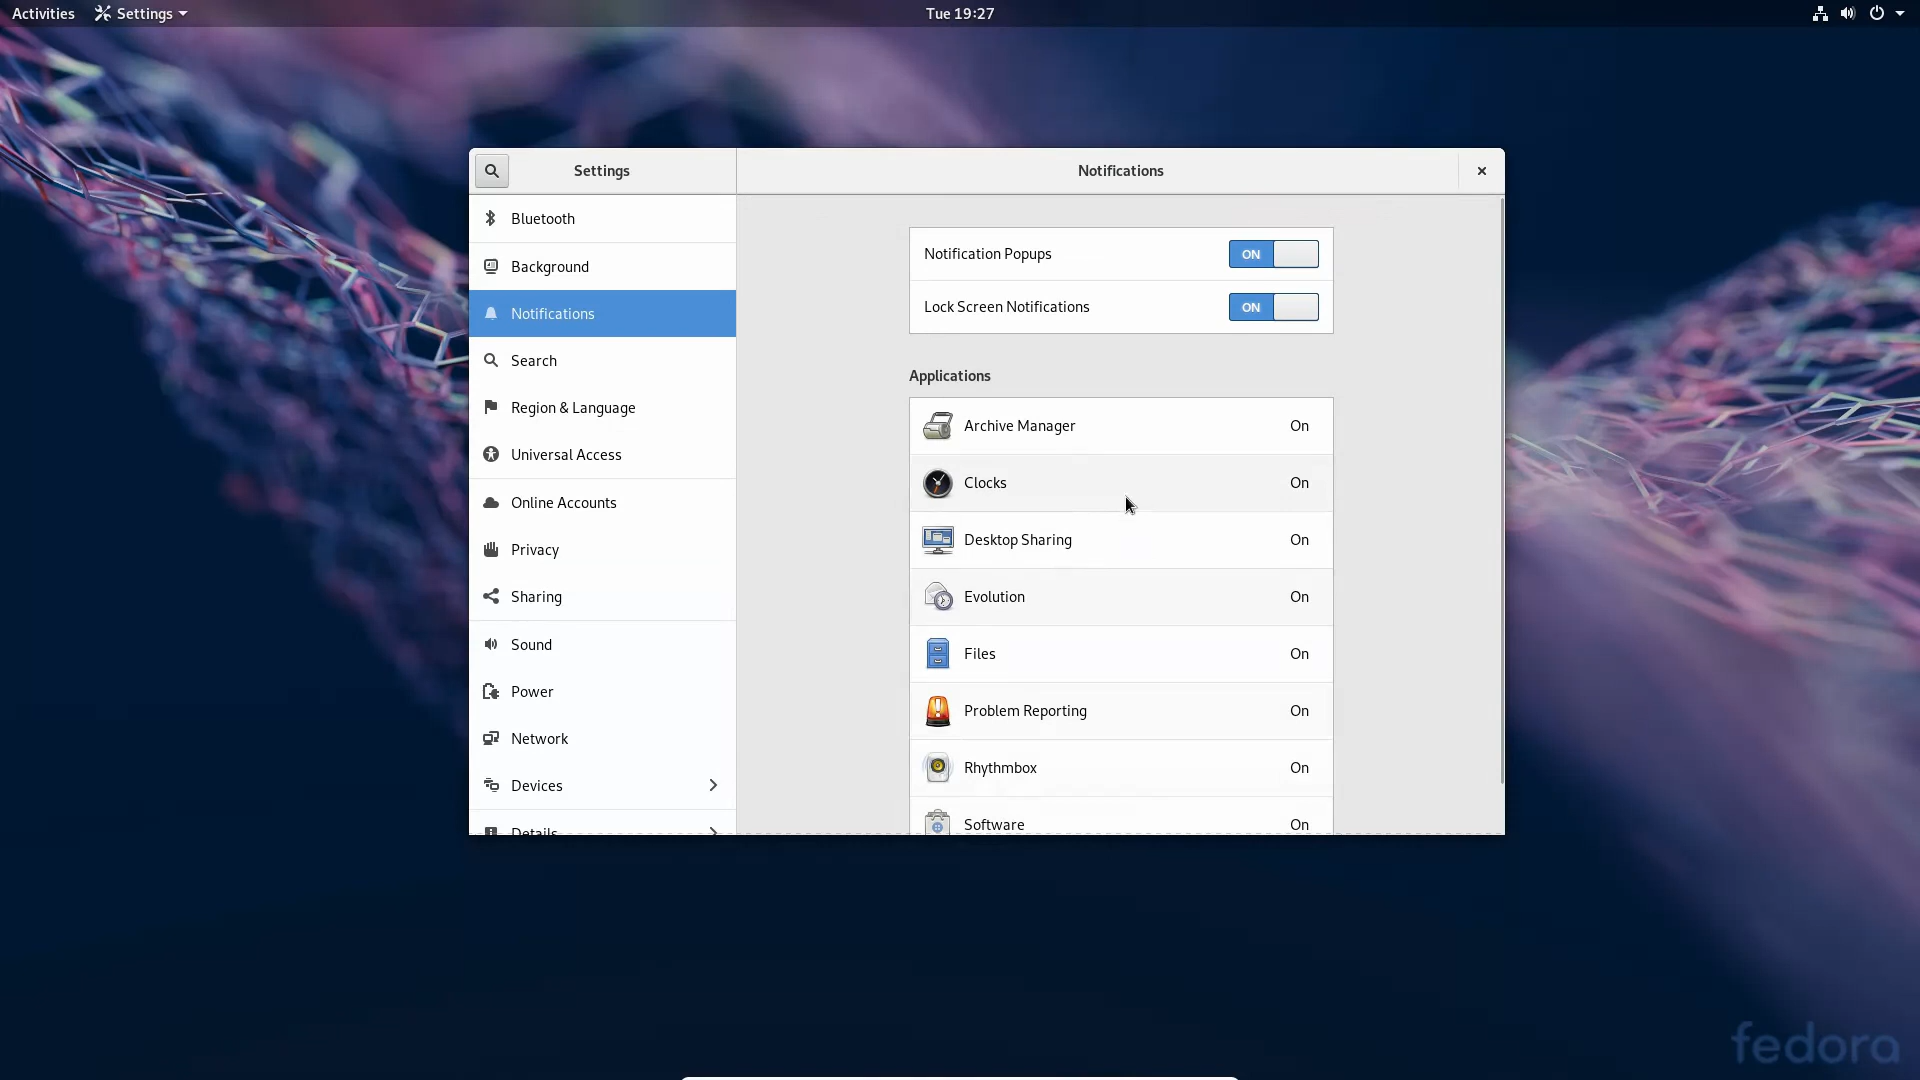 Activities Settings Tue 19:27
Settings Notifications
Bluetooth
Background
Notifications
Search
Region & Language
Universal Access
Online Accounts
Privacy
Sharing
Sound
Power
Network
Devices
Details
Notification Popups ON
Lock Screen Notifications ON
Applications
Archive Manager On
Clocks On
Desktop Sharing On
Evolution On
Files On
Problem Reporting On
Rhythmbox On
Software On
fedora